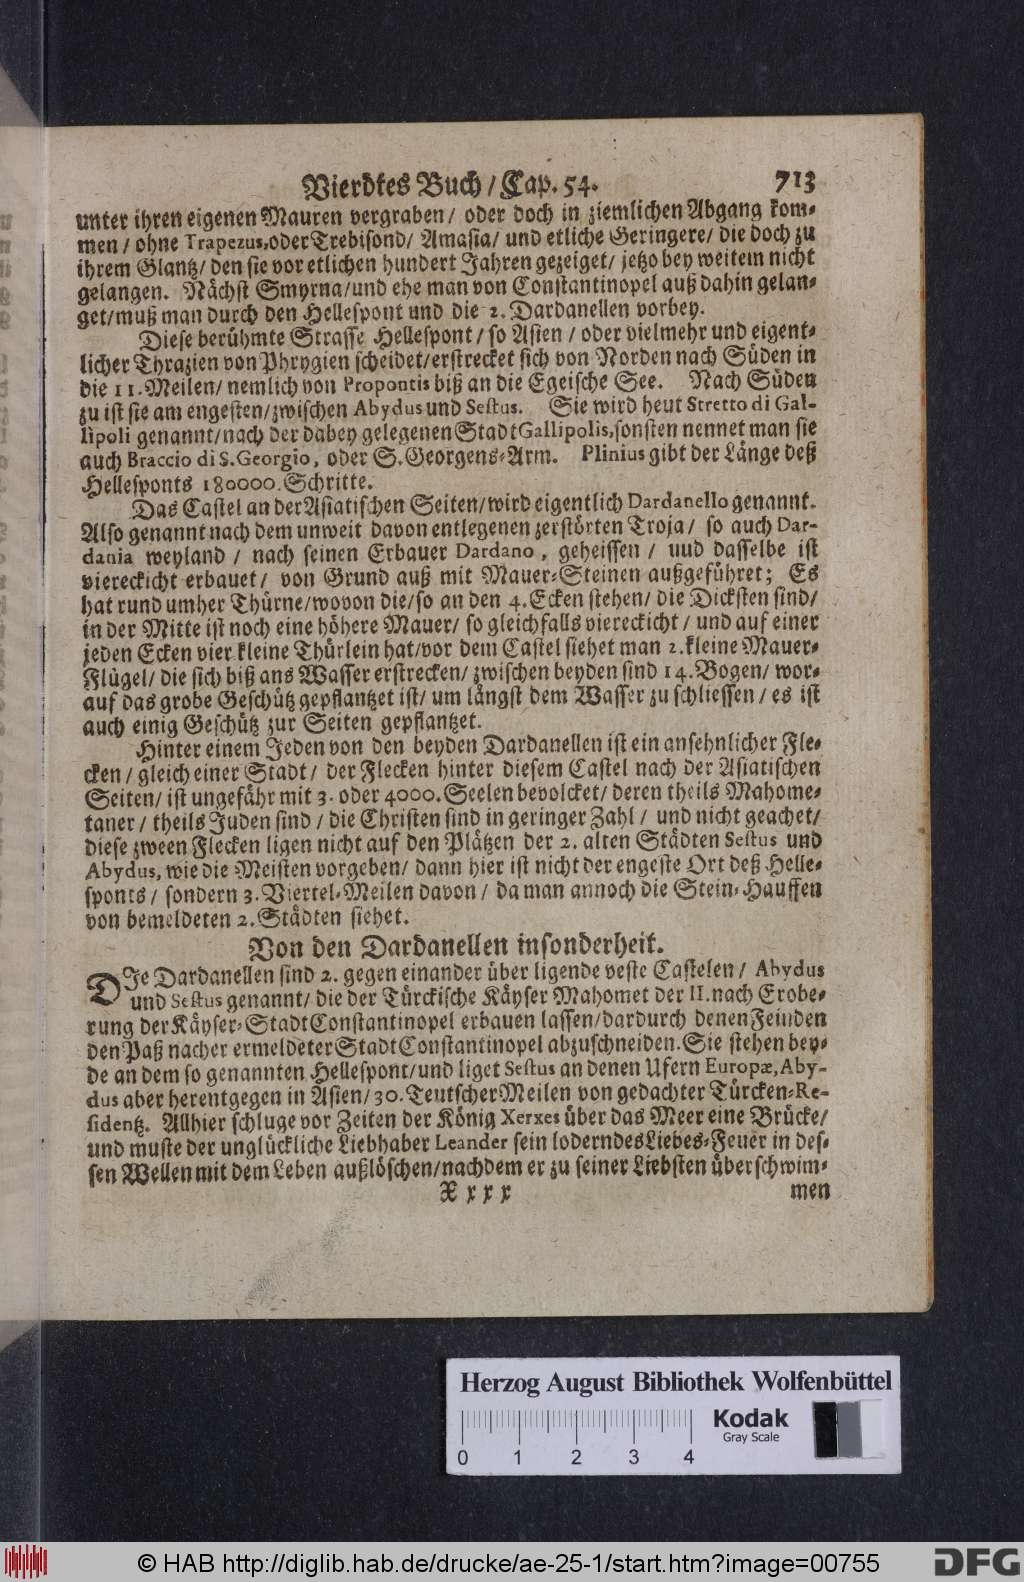 Vierdtes Buch / Cap. 54. 713
unter ihren eigenen Mauren vergraben / oder doch in ziemlichen Abgang kom-
men / ohne Trapezus, oder Trebisond / Amasia / und etliche Geringere / die doch zu
ihrem Glantz / den sie vor etlichen hundert Jahren gezeiget / jetzo bey weitem nicht
gelangen. Nächst Smyrna / und ehe man von Constantinopel auß dahin gelan-
get / muß man durch den Hellespont und die 2. Dardanellen vorbey.
Diese berühmte Strasse Hellespont / so Asien / oder vielmehr und eigent-
licher Thrazien von Phrygien scheidet / erstrecket sich von Norden nach Süden in
die 11. Meilen / nemlich von Propontis biß an die Egeische See. Nach Süden
zu ist sie am engesten / zwischen Abydus und Sestus. Sie wird heut Stretto di Gal-
lipoli genannt / nach der dabey gelegenen Stadt Gallipolis, sonsten nennet man sie
auch Braccio di S. Georgio, oder S. Georgens-Arm. Plinius gibt der Länge deß
Hellesponts 180000. Schritte.
Das Castel an der Asiatischen Seiten / wird eigentlich Dardanello genannt.
Also genannt nach dem unweit davon entlegenen zerstörten Troja / so auch Dar-
dania weyland / nach seinen Erbauer Dardano, geheissen / uud dasselbe ist
viereckicht erbauet / von Grund auß mit Mauer-Steinen außgeführet; Es
hat rund umher Thürne / wovon die / so an den 4. Ecken stehen / die Dicksten sind /
in der Mitte ist noch eine höhere Mauer / so gleichfalls viereckicht / und auf einer
jeden Ecken vier kleine Thürlein hat / vor dem Castel siehet man 2. kleine Mauer-
Flügel / die sich biß ans Wasser erstrecken / zwischen beyden sind 14. Bogen / wor-
auf das grobe Geschütz gepflantzet ist / um längst dem Wasser zu schliessen / es ist
auch einig Geschütz zur Seiten gepflantzet.
Hinter einem Jeden von den beyden Dardanellen ist ein ansehnlicher Fle-
cken / gleich einer Stadt / der Flecken hinter diesem Castel nach der Asiatischen
Seiten / ist ungefähr mit 3. oder 4000. Seelen bevolcket / deren theils Mahome-
taner / theils Juden sind / die Christen sind in geringer Zahl / und nicht geachet /
diese zween Flecken ligen nicht auf den Plätzen der 2. alten Städten Sestus und
Abydus, wie die Meisten vorgeben / dann hier ist nicht der engeste Ort deß Helle-
sponts / sondern 3. Viertel-Meilen davon / da man annoch die Stein-Hauffen
von bemeldeten 2. Städten siehet.
Von den Dardanellen insonderheit.
DIe Dardanellen sind 2. gegen einander über ligende veste Castelen / Abydus
und Sestus genannt / die der Türckische Käyser Mahomet der II. nach Erobe-
rung der Käyser-Stadt Constantinopel erbauen lassen / dardurch denen Feinden
den Paß nacher ermeldeter Stadt Constantinopel abzuschneiden. Sie stehen bey-
de an dem so genannten Hellespont / und liget Sestus an denen Ufern Europæ, Aby-
dus aber herentgegen in Asien / 30. Teutscher Meilen von gedachter Türcken-Re-
sidentz. Allhier schluge vor Zeiten der König Xerxes über das Meer eine Brücke /
und muste der unglückliche Liebhaber Leander sein loderndes Liebes-Feuer in des-
sen Wellen mit dem Leben außlöschen / nachdem er zu seiner Liebsten überschwim-
X x x x men
Herzog August Bibliothek Wolfenbüttel
Kodak
Gray Scale
0 1 2 3 4
© HAB http://diglib.hab.de/drucke/ae-25-1/start.htm?image=00755
DFG